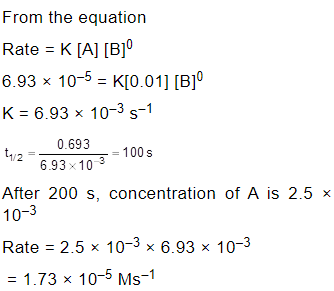 From the equation
Rate = K [A] [B]⁰
6.93 × 10⁻⁵ = K[0.01] [B]⁰
K = 6.93 × 10⁻³ s⁻¹
t₁/₂ = 0.693 / 6.93×10⁻³ = 100 s
After 200 s, concentration of A is 2.5 ×
10⁻³
Rate = 2.5 × 10⁻³ × 6.93 × 10⁻³
= 1.73 × 10⁻⁵ Ms⁻¹